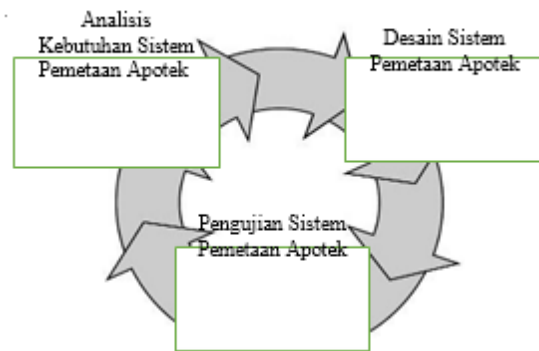 Analisis
Kebutuhan Sistem
Pemetaan Apotek
Desain Sistem
Pemetaan Apotek
Pengujian Sistem
Pemetaan Apotek